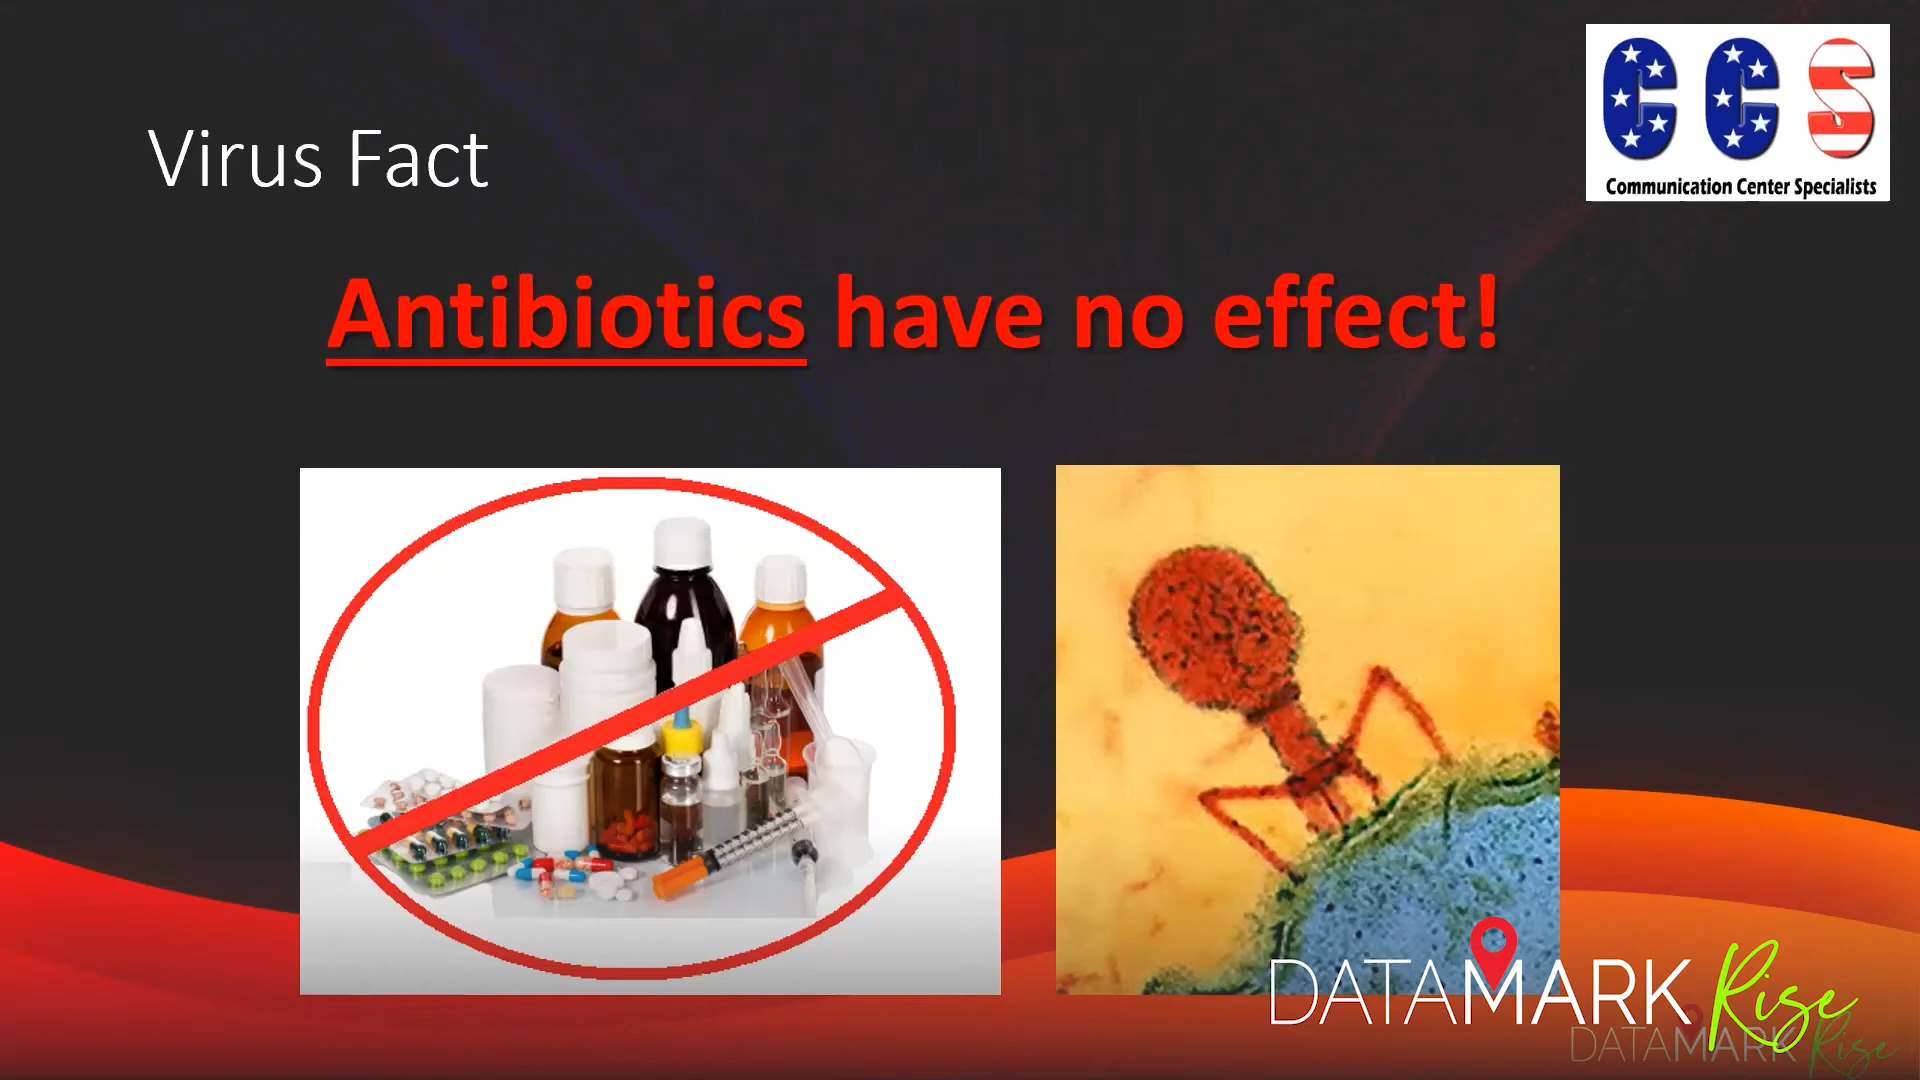 CCS
Communication Center Specialists
Virus Fact
Antibiotics have no effect!
DATAMARK Rise
DATAMARK Rise